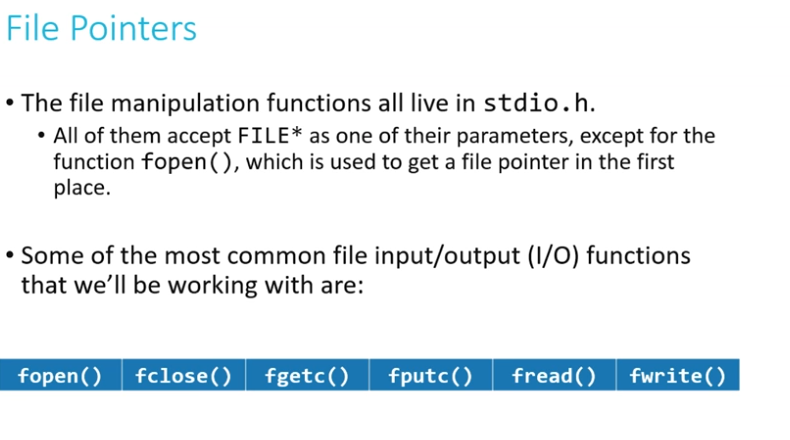 File Pointers
• The file manipulation functions all live in stdio.h.
• All of them accept FILE* as one of their parameters, except for the
function fopen(), which is used to get a file pointer in the first
place.
• Some of the most common file input/output (I/O) functions
that we'll be working with are:
fopen() fclose() fgetc() fputc() fread() fwrite()